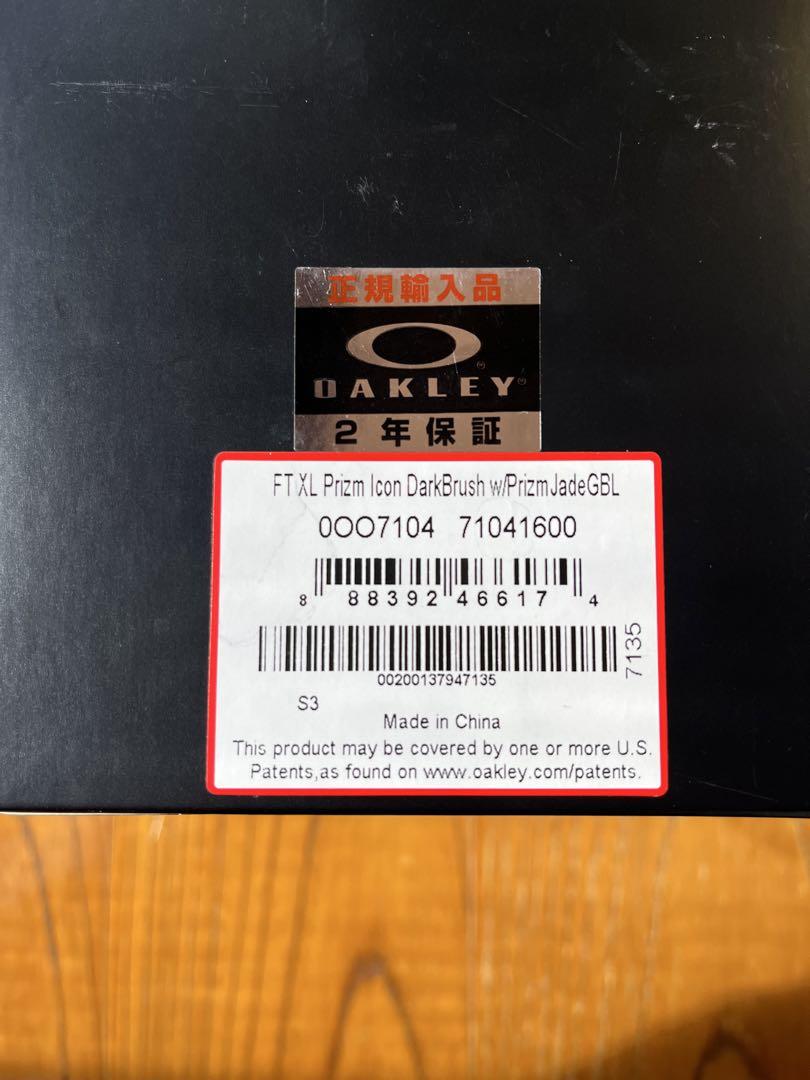 正規輸入品
OAKLEY®
2年保証
FT XL Prizm Icon DarkBrush w/PrizmJadeGBL
0OO7104 71041600
8 88392 46617 4
00200137947135
7135
S3
Made in China
This product may be covered by one or more U.S.
Patents,as found on www.oakley.com/patents.